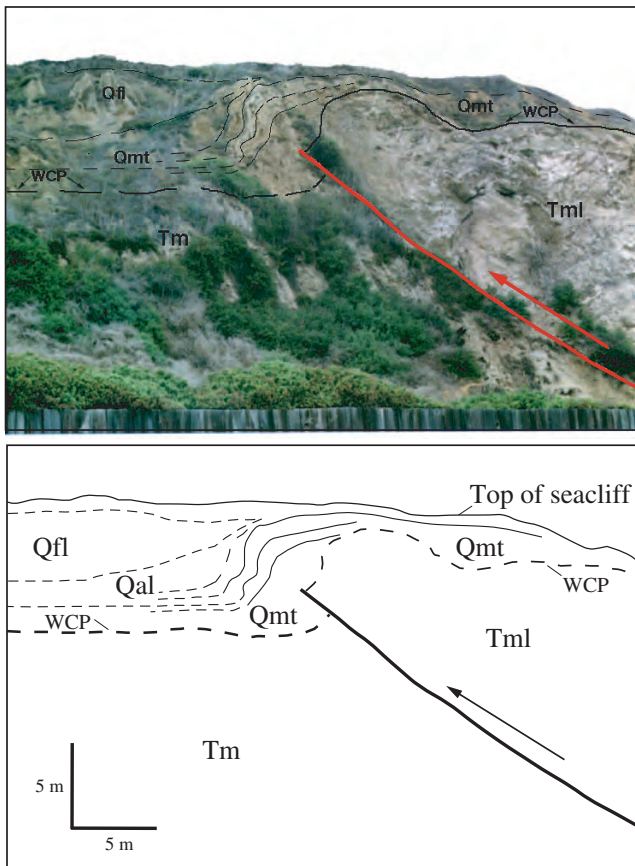 Qfl
Qmt
WCP
Qmt
WCP
Tm
Tml
Top of seacliff
Qfl
Qal
Qmt
WCP
WCP
Qmt
Tml
Tm
5 m
5 m